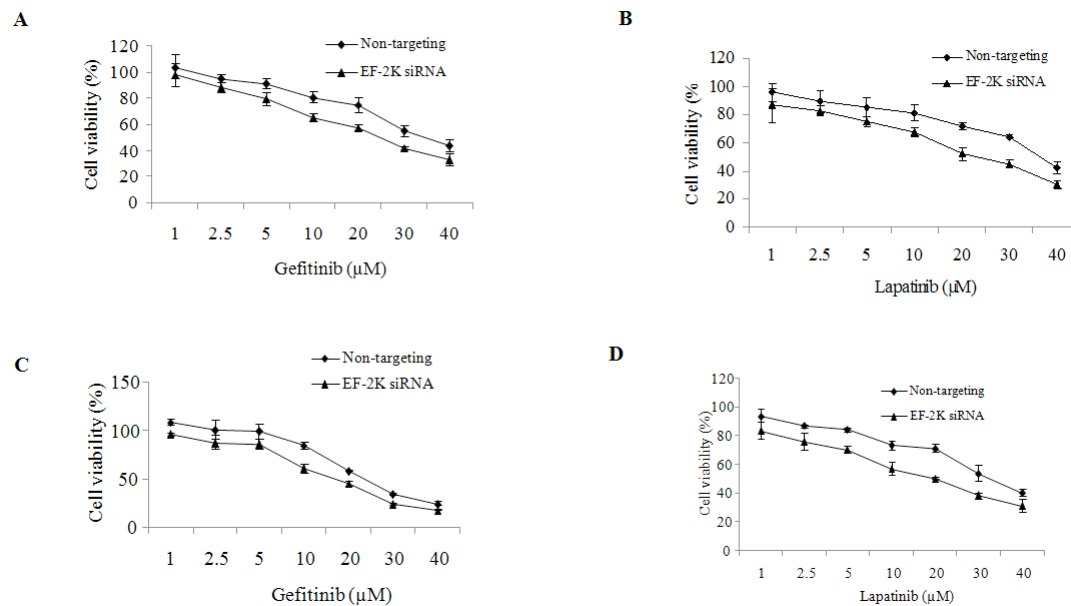 A
Non-targeting
EF-2K siRNA
Cell viability (%)
120
100
80
60
40
20
0
1 2.5 5 10 20 30 40
Gefitinib (µM)
B
Non-targeting
EF-2K siRNA
Cell viability (%
120
100
80
60
40
20
0
1 2.5 5 10 20 30 40
Lapatinib (µM)
C
Non-targeting
EF-2K siRNA
Cell viability (%)
150
100
50
0
1 2.5 5 10 20 30 40
Gefitinib (µM)
D
Non-targeting
EF-2K siRNA
Cell viability (%)
120
100
80
60
40
20
0
1 2.5 5 10 20 30 40
Lapatinib (µM)